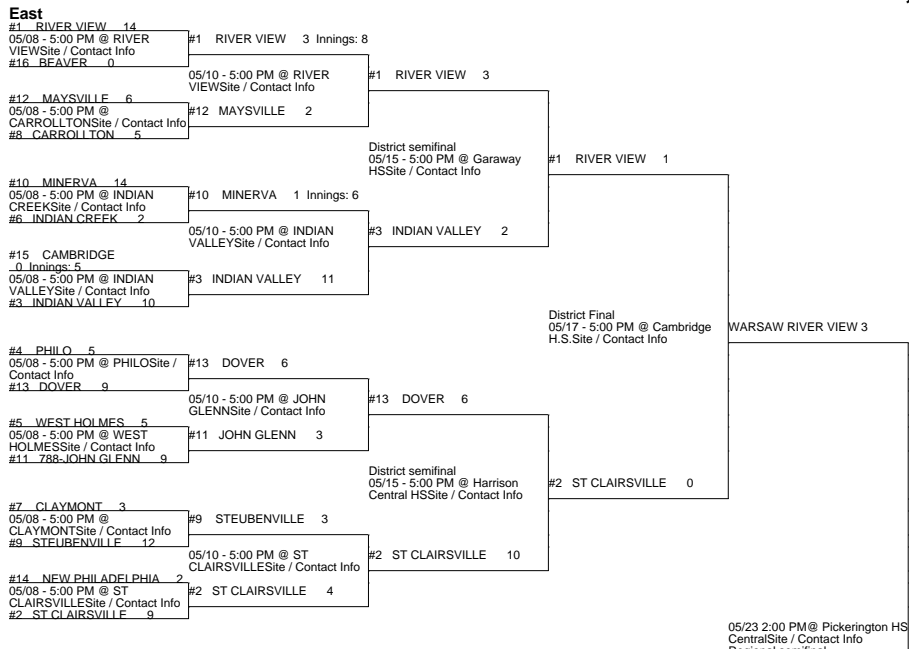 East
#1 RIVER VIEW 14
05/08 - 5:00 PM @ RIVER
VIEWSite / Contact Info
#16 BEAVER 0
#1 RIVER VIEW 3 Innings: 8
05/10 - 5:00 PM @ RIVER
VIEWSite / Contact Info
#12 MAYSVILLE 6
05/08 - 5:00 PM @
CARROLLTONSite / Contact Info
#8 CARROLLTON 5
#12 MAYSVILLE 2
#1 RIVER VIEW 3
District semifinal
05/15 - 5:00 PM @ Garaway
HSSite / Contact Info
#10 MINERVA 14
05/08 - 5:00 PM @ INDIAN
CREEKSite / Contact Info
#6 INDIAN CREEK 2
#10 MINERVA 1 Innings: 6
05/10 - 5:00 PM @ INDIAN
VALLEYSite / Contact Info
#15 CAMBRIDGE
0 Innings: 5
05/08 - 5:00 PM @ INDIAN
VALLEYSite / Contact Info
#3 INDIAN VALLEY 10
#3 INDIAN VALLEY 11
#3 INDIAN VALLEY 2
#1 RIVER VIEW 1
District Final
05/17 - 5:00 PM @ Cambridge
H.S.Site / Contact Info
WARSAW RIVER VIEW 3
#4 PHILO 5
05/08 - 5:00 PM @ PHILOSite /
Contact Info
#13 DOVER 9
#13 DOVER 6
05/10 - 5:00 PM @ JOHN
GLENNSite / Contact Info
#5 WEST HOLMES 5
05/08 - 5:00 PM @ WEST
HOLMESSite / Contact Info
#11 788-JOHN GLENN 9
#11 JOHN GLENN 3
#13 DOVER 6
District semifinal
05/15 - 5:00 PM @ Harrison
Central HSSite / Contact Info
#7 CLAYMONT 3
05/08 - 5:00 PM @
CLAYMONTSite / Contact Info
#9 STEUBENVILLE 12
#9 STEUBENVILLE 3
05/10 - 5:00 PM @ ST
CLAIRSVILLESite / Contact Info
#14 NEW PHILADELPHIA 2
05/08 - 5:00 PM @ ST
CLAIRSVILLESite / Contact Info
#2 ST CLAIRSVILLE 9
#2 ST CLAIRSVILLE 4
#2 ST CLAIRSVILLE 10
#2 ST CLAIRSVILLE 0
05/23 2:00 PM@ Pickerington HS
CentralSite / Contact Info
Regional semifinal